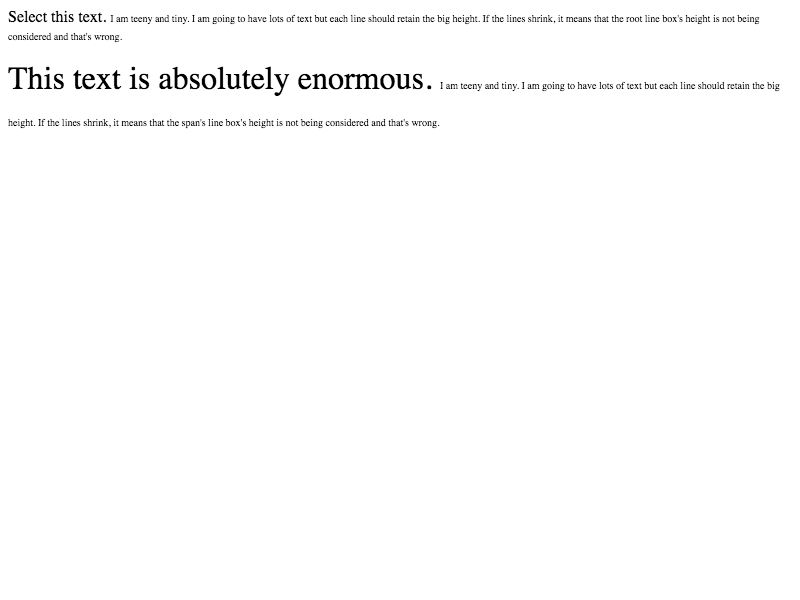 Select this text. I am teeny and tiny. I am going to have lots of text but each line should retain the big height. If the lines shrink, it means that the root line box's height is not being
considered and that's wrong.
This text is absolutely enormous. I am teeny and tiny. I am going to have lots of text but each line should retain the big
height. If the lines shrink, it means that the span's line box's height is not being considered and that's wrong.